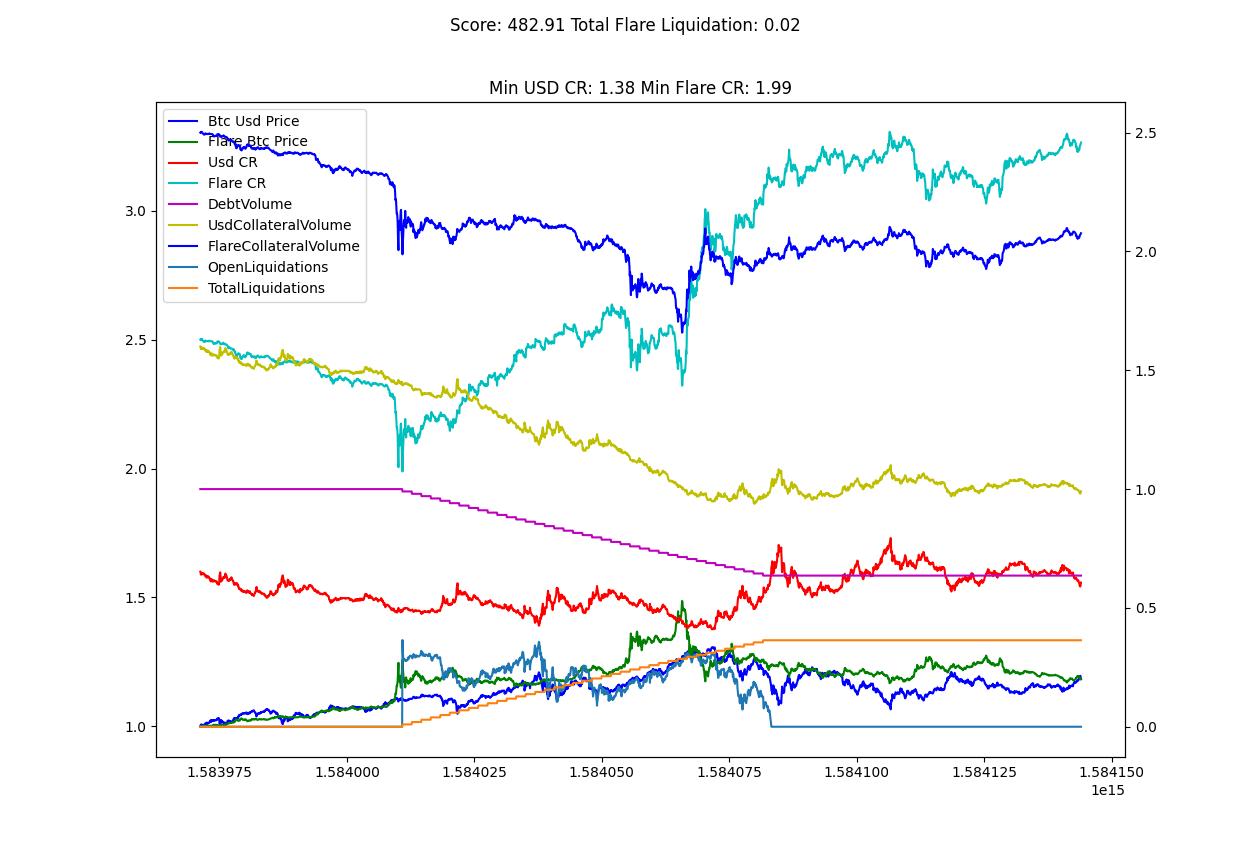 Score: 482.91 Total Flare Liquidation: 0.02
Min USD CR: 1.38 Min Flare CR: 1.99
Btc Usd Price
Flare Btc Price
Usd CR
Flare CR
DebtVolume
UsdCollateralVolume
FlareCollateralVolume
OpenLiquidations
TotalLiquidations
3.0
2.5
2.0
1.5
1.0
2.5
2.0
1.5
1.0
0.5
0.0
1.583975 1.584000 1.584025 1.584050 1.584075 1.584100 1.584125 1.584150
1e15